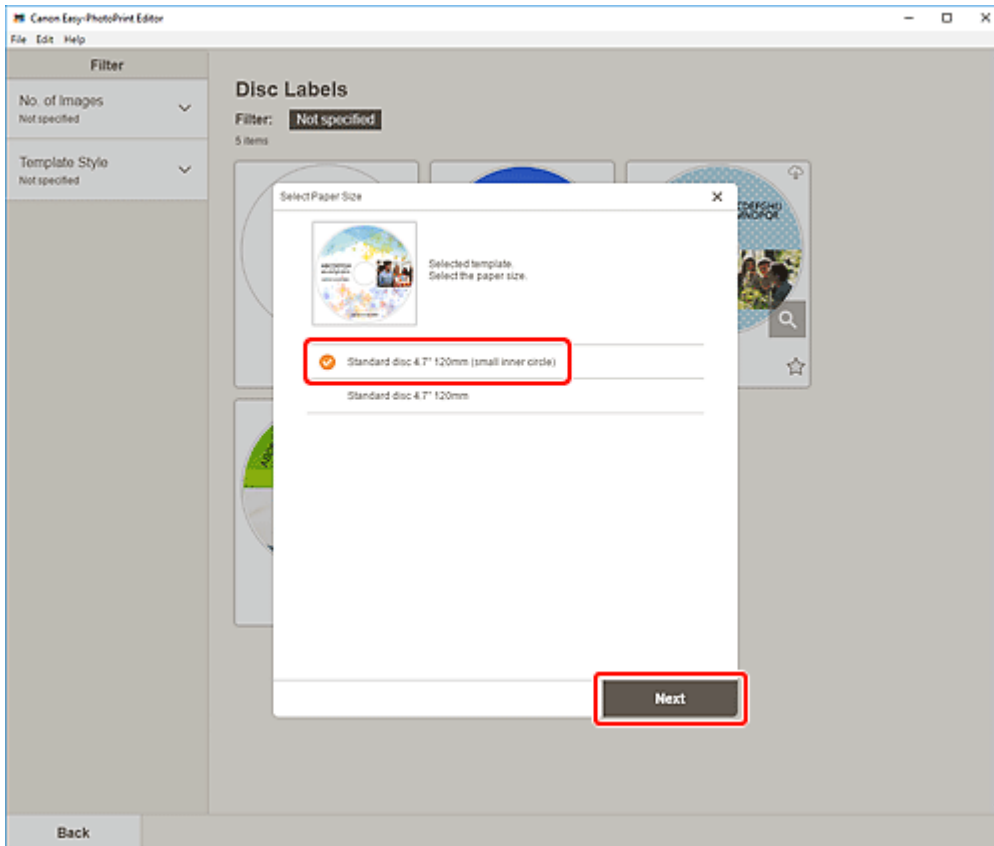 Canon Easy-PhotoPrint Editor
File Edit Help
Filter
No. of Images
Not specified
Template Style
Not specified
Disc Labels
Filter: Not specified
5 items
Select Paper Size
Selected template.
Select the paper size.
Standard disc 4.7" 120mm (small inner circle)
Standard disc 4.7" 120mm
Next
Back